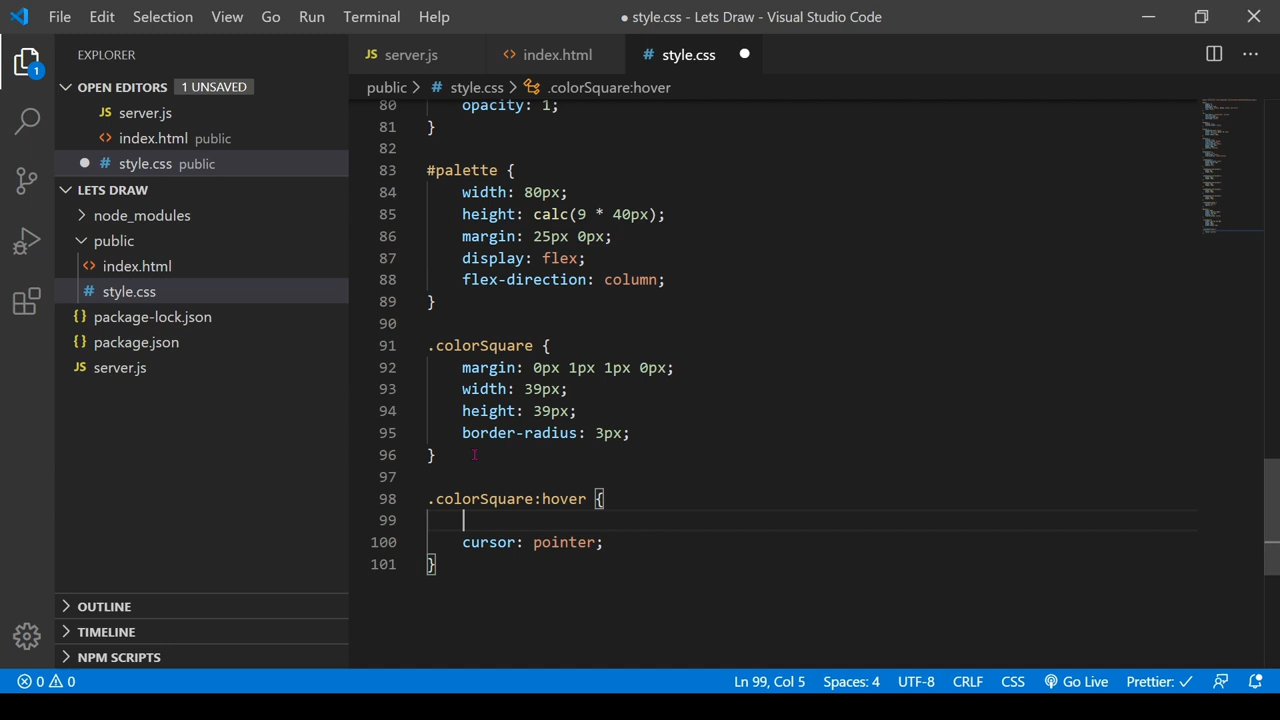 File Edit Selection View Go Run Terminal Help
● style.css - Lets Draw - Visual Studio Code
EXPLORER
OPEN EDITORS 1 UNSAVED
JS server.js
<> index.html public
● # style.css public
LETS DRAW
node_modules
public
<> index.html
# style.css
{} package-lock.json
{} package.json
JS server.js
OUTLINE
TIMELINE
NPM SCRIPTS
1
JS server.js <> index.html # style.css ●
public > # style.css > .colorSquare:hover
80 opacity: 1;
81 }
82
83 #palette {
84 width: 80px;
85 height: calc(9 * 40px);
86 margin: 25px 0px;
87 display: flex;
88 flex-direction: column;
89 }
90
91 .colorSquare {
92 margin: 0px 1px 1px 0px;
93 width: 39px;
94 height: 39px;
95 border-radius: 3px;
96 }
97
98 .colorSquare:hover {
99
100 cursor: pointer;
101 }
0 0 Ln 99, Col 5 Spaces: 4 UTF-8 CRLF CSS Go Live Prettier: ✓